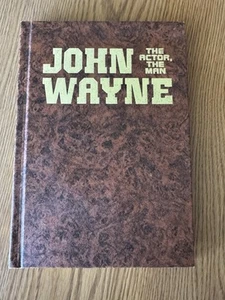 JOHN
WAYNE
THE
ACTOR,
THE
MAN